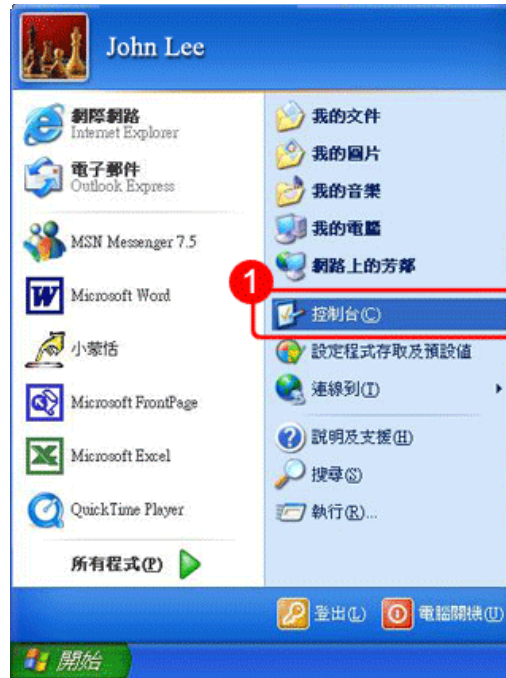 John Lee
網際網路
Internet Explorer
電子郵件
Outlook Express
MSN Messenger 7.5
Microsoft Word
小蒙恬
Microsoft FrontPage
Microsoft Excel
QuickTime Player
所有程式(P)
我的文件
我的圖片
我的音樂
我的電腦
網路上的芳鄰
1
控制台(C)
設定程式存取及預設值
連線到(T)
說明及支援(H)
搜尋(S)
執行(R)...
登出(L)
電腦關機(U)
開始